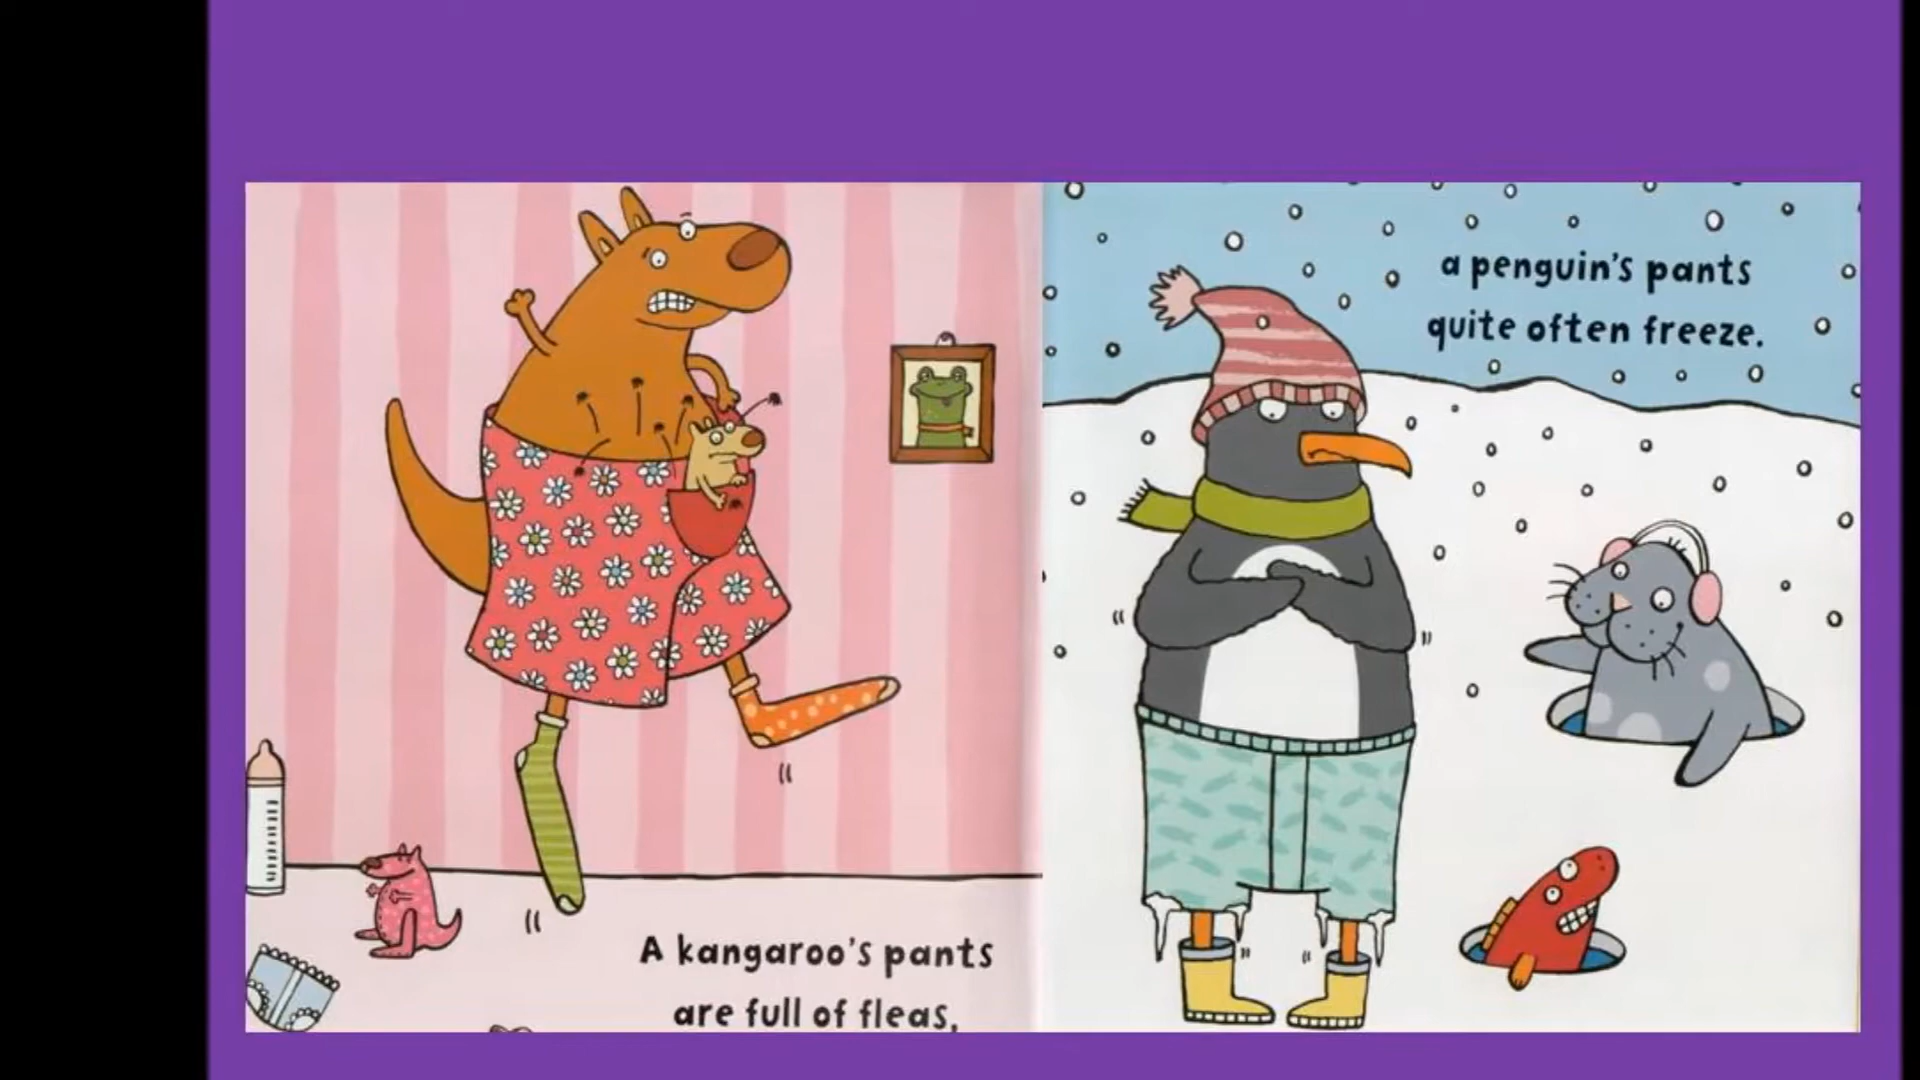 A kangaroo's pants
are full of fleas,
a penguin's pants
quite often freeze.